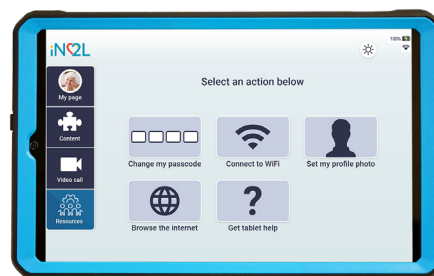 iN2L
100%
Select an action below
My page
Content
Video call
Resources
Change my passcode
Connect to WiFi
Set my profile photo
Browse the internet
Get tablet help
?